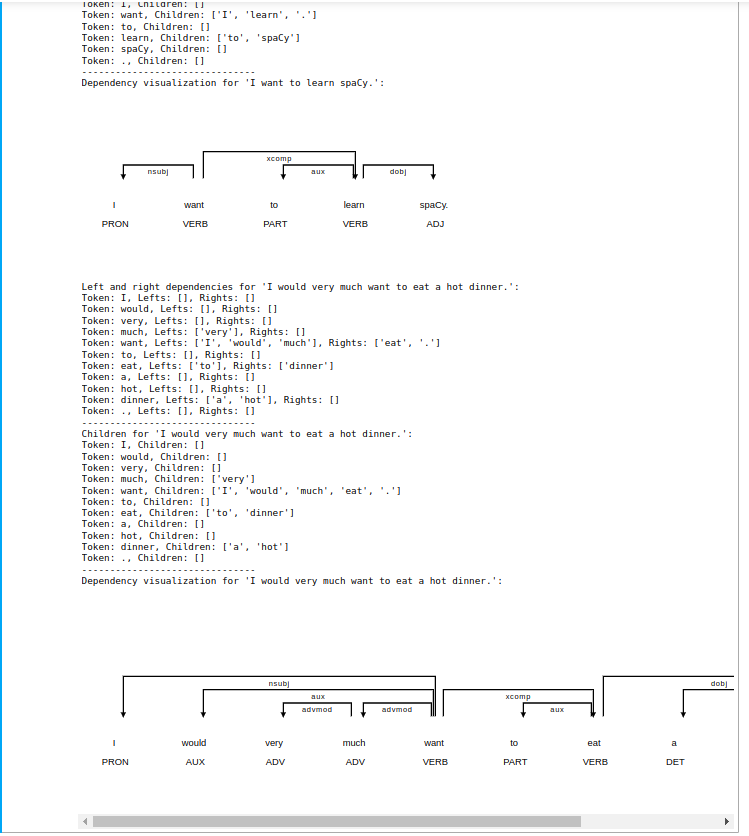 Token: I, Children: []
Token: want, Children: ['I', 'learn', '.']
Token: to, Children: []
Token: learn, Children: ['to', 'spaCy']
Token: spaCy, Children: []
Token: ., Children: []
------------------------------
Dependency visualization for 'I want to learn spaCy.':
xcomp
nsubj aux dobj
I want to learn spaCy.
PRON VERB PART VERB ADJ
Left and right dependencies for 'I would very much want to eat a hot dinner.':
Token: I, Lefts: [], Rights: []
Token: would, Lefts: [], Rights: []
Token: very, Lefts: [], Rights: []
Token: much, Lefts: ['very'], Rights: []
Token: want, Lefts: ['I', 'would', 'much'], Rights: ['eat', '.']
Token: to, Lefts: [], Rights: []
Token: eat, Lefts: ['to'], Rights: ['dinner']
Token: a, Lefts: [], Rights: []
Token: hot, Lefts: [], Rights: []
Token: dinner, Lefts: ['a', 'hot'], Rights: []
Token: ., Lefts: [], Rights: []
------------------------------
Children for 'I would very much want to eat a hot dinner.':
Token: I, Children: []
Token: would, Children: []
Token: very, Children: []
Token: much, Children: ['very']
Token: want, Children: ['I', 'would', 'much', 'eat', '.']
Token: to, Children: []
Token: eat, Children: ['to', 'dinner']
Token: a, Children: []
Token: hot, Children: []
Token: dinner, Children: ['a', 'hot']
Token: ., Children: []
------------------------------
Dependency visualization for 'I would very much want to eat a hot dinner.':
nsubj dobj
aux xcomp
advmod advmod aux
I would very much want to eat a
PRON AUX ADV ADV VERB PART VERB DET